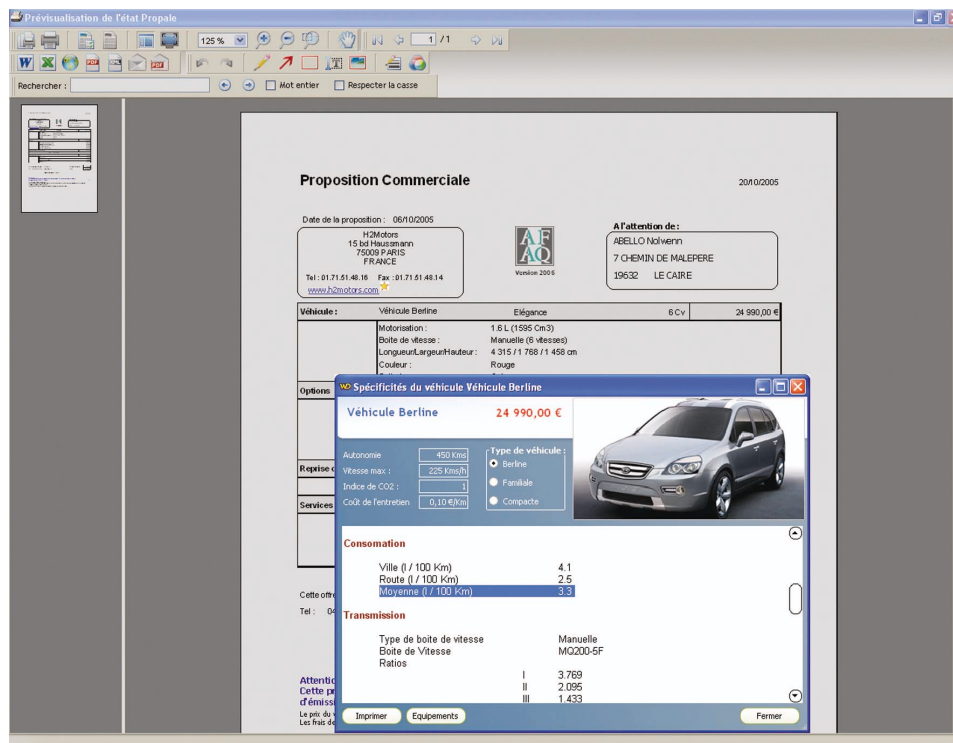 Prévisualisation de l'état Propale
125 % 1 /1
Rechercher : Mot entier Respecter la casse
Proposition Commerciale
20/10/2005
Date de la proposition : 06/10/2005
H2Motors
15 bd Haussmann
75009 PARIS
FRANCE
Tel : 01.71.51.48.16 Fax : 01.71.51.48.14
www.h2motors.com
AF
AQ
Version 2006
A l'attention de :
ABELLO Nolwenn
7 CHEMIN DE MALEPERE
19632 LE CAIRE
Véhicule : Véhicule Berline Elégance 6 Cv 24 990,00 €
Motorisation : 1.6 L (1595 Cm3)
Boite de vitesse : Manuelle (6 vitesses)
Longueur/Largeur/Hauteur : 4 315 / 1 768 / 1 458 cm
Couleur : Rouge
Options
Reprise
Services
Cette offre
Tel : 04
Attentio
Cette pr
d'émiss
Le prix du v
Les frais de
Spécificités du véhicule Véhicule Berline
Véhicule Berline 24 990,00 €
Autonomie 450 Kms
Vitesse max : 225 Kms/h
Indice de CO2 : 1
Coût de l'entretien 0,10 €/Km
Type de véhicule :
Berline
Familiale
Compacte
Consomation
Ville (l / 100 Km) 4.1
Route (l / 100 Km) 2.5
Moyenne (l / 100 Km) 3.3
Transmission
Type de boite de vitesse Manuelle
Boite de Vitesse MQ200-5F
Ratios
I 3.769
II 2.095
III 1.433
Imprimer Equipements Fermer